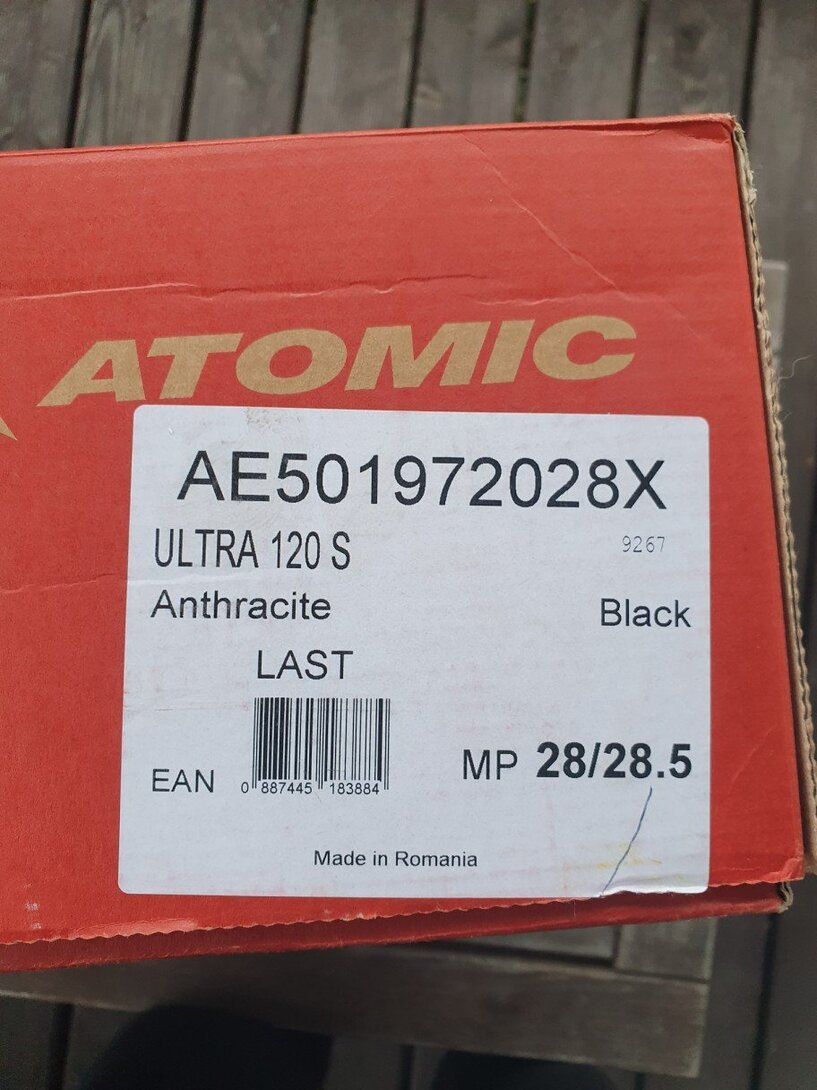 ATOMIC
AE501972028X
ULTRA 120 S 9267
Anthracite Black
LAST
EAN 0 887445 183884 MP 28/28.5
Made in Romania